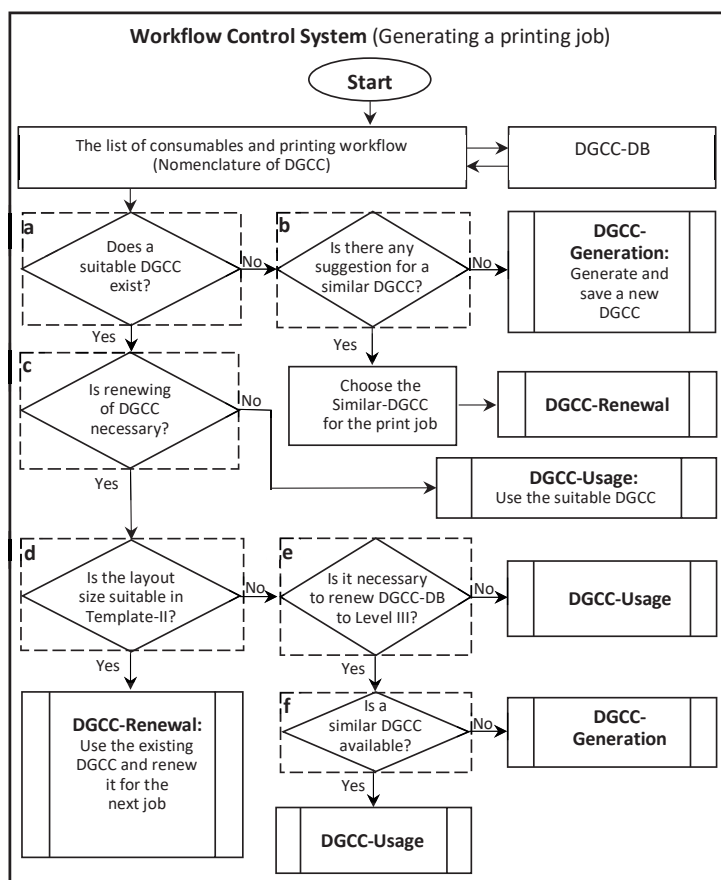 Workflow Control System (Generating a printing job)
Start
The list of consumables and printing workflow
(Nomenclature of DGCC)
DGCC-DB
a
Does a
suitable DGCC
exist?
No
b
Is there any
suggestion for a
similar DGCC?
No
DGCC-
Generation:
Generate and
save a new
DGCC
Yes
Yes
c
Is renewing
of DGCC
necessary?
No
Choose the
Similar-DGCC
for the print job
DGCC-Renewal
Yes
DGCC-Usage:
Use the suitable DGCC
d
Is the layout
size suitable in
Template-II?
No
e
Is it necessary
to renew DGCC-DB
to Level III?
No
DGCC-Usage
Yes
Yes
DGCC-Renewal:
Use the existing
DGCC and renew
it for the
next job
f
Is a
similar DGCC
available?
No
DGCC-
Generation
Yes
DGCC-Usage